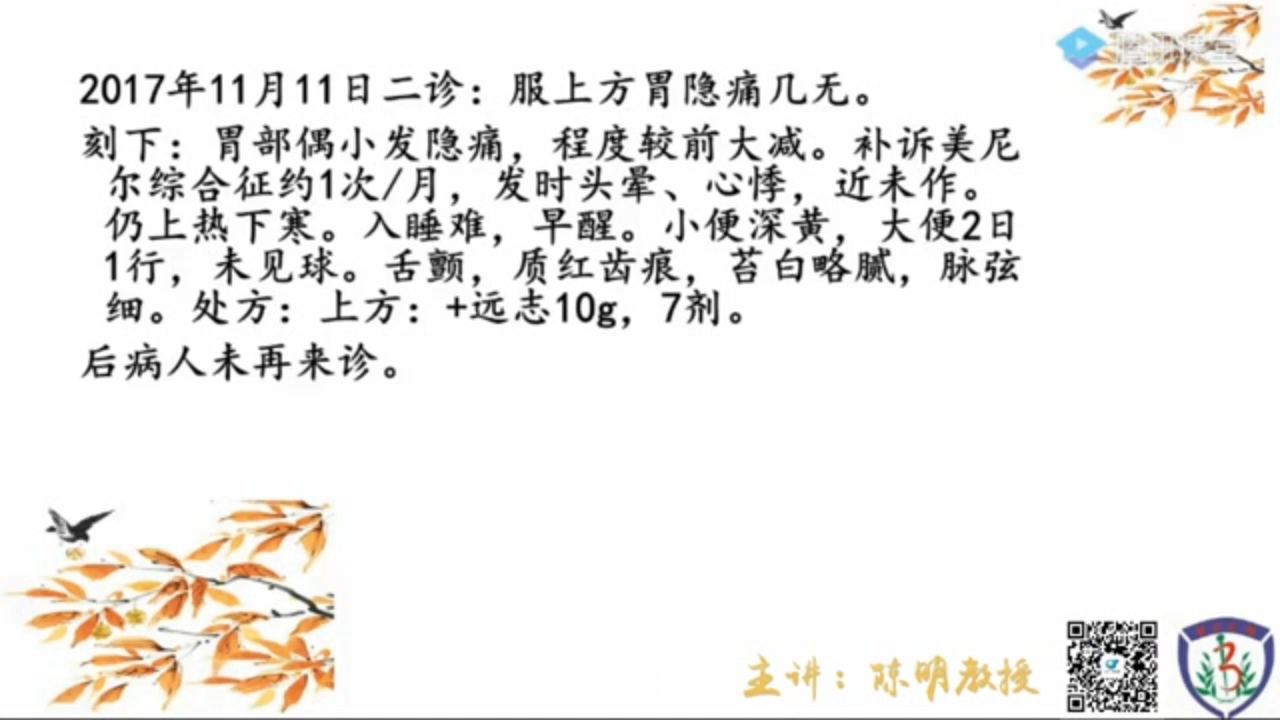 2017年11月11日二诊：服上方胃隐痛几无。
刻下：胃部偶小发隐痛，程度较前大减。补诉美尼
尔综合征约1次/月，发时头晕、心悸，近未作。
仍上热下寒。入睡难，早醒。小便深黄，大便2日
1行，未见球。舌颤，质红齿痕，苔白略腻，脉弦
细。处方：上方：+远志10g，7剂。
后病人未再来诊。
腾讯课堂
主讲：陈明教授